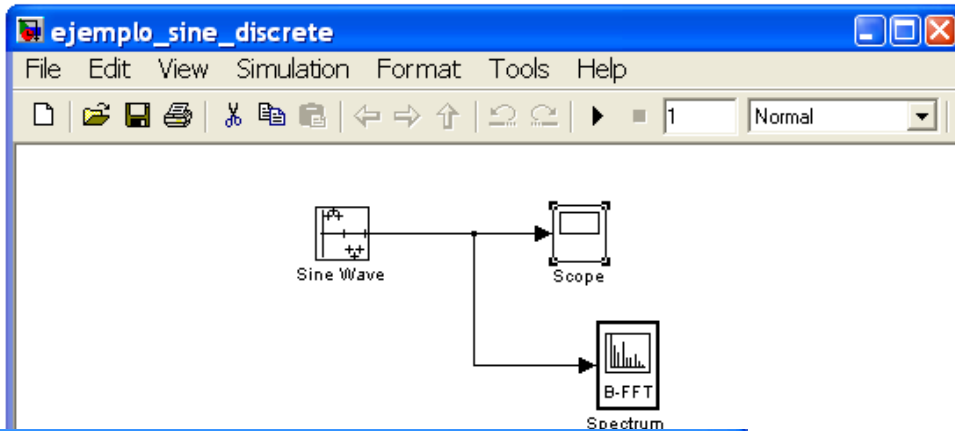 ejemplo_sine_discrete
File Edit View Simulation Format Tools Help
1 Normal
Sine Wave
Scope
B-FFT
Spectrum